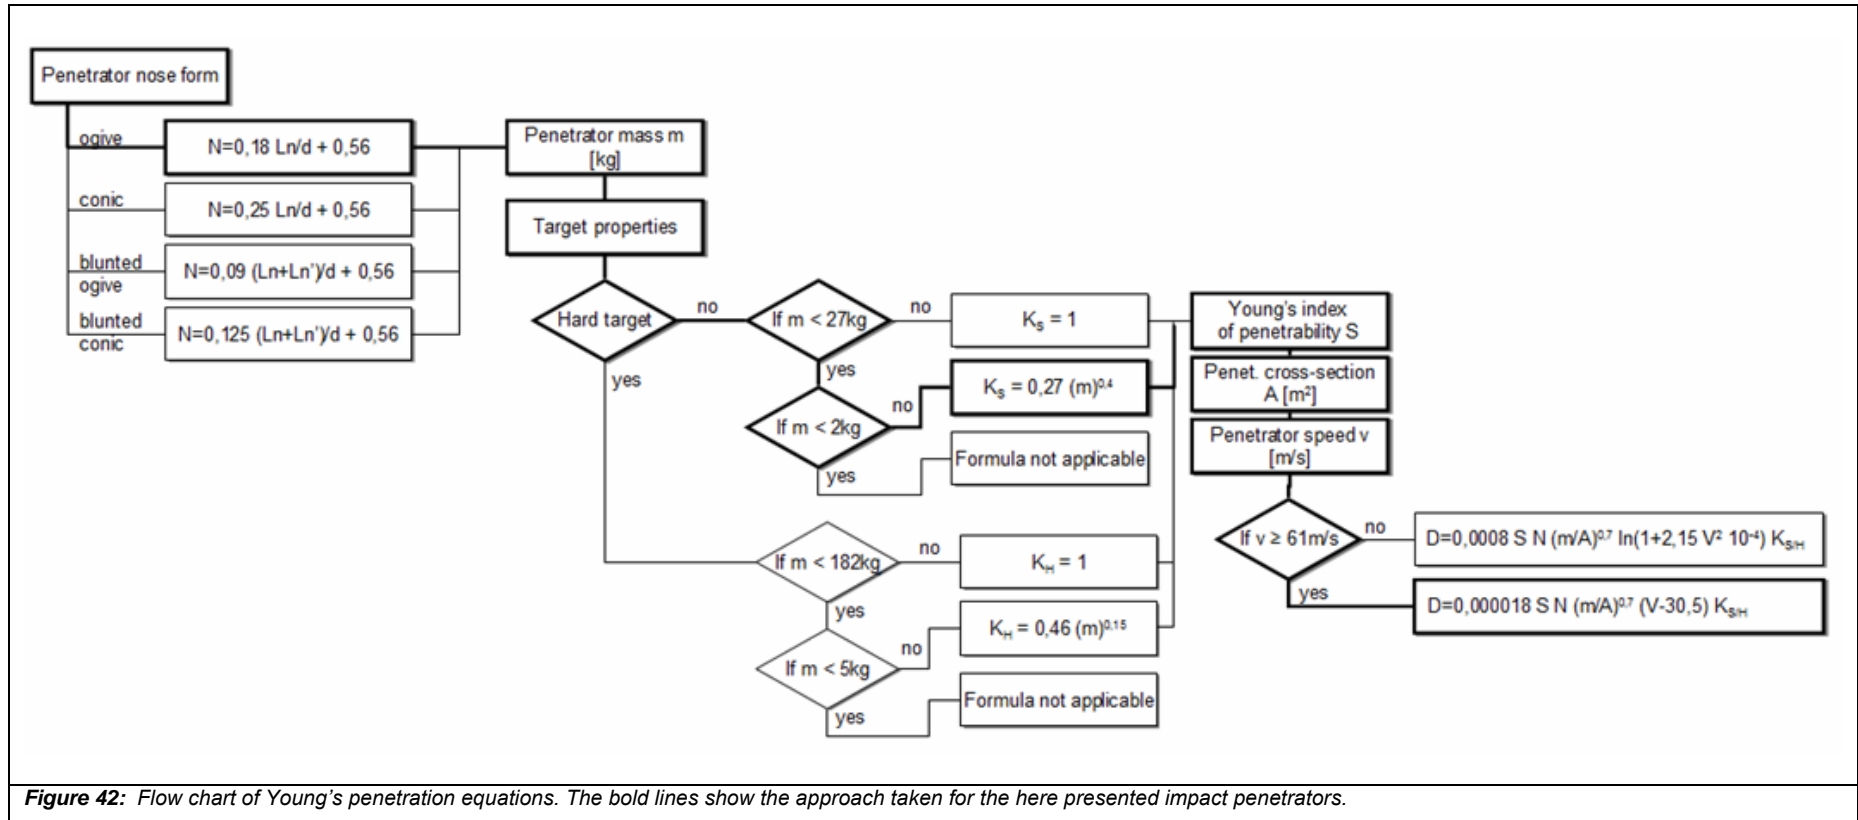 Penetrator nose form
ogive
N=0,18 Ln/d + 0,56
conic
N=0,25 Ln/d + 0,56
blunted
ogive
N=0,09 (Ln+Ln')/d + 0,56
blunted
conic
N=0,125 (Ln+Ln')/d + 0,56
Penetrator mass m
[kg]
Target properties
Hard target
no
yes
If m < 27kg
no
yes
K_S = 1
If m < 2kg
no
yes
K_S = 0,27 (m)^0,4
Formula not applicable
If m < 182kg
no
yes
K_H = 1
If m < 5kg
no
yes
K_H = 0,46 (m)^0,15
Formula not applicable
Young's index
of penetrability S
Penet. cross-section
A [m²]
Penetrator speed v
[m/s]
If v ≥ 61m/s
no
yes
D=0,0008 S N (m/A)^0,7 ln(1+2,15 V² 10^-4) K_S/H
D=0,000018 S N (m/A)^0,7 (V-30,5) K_S/H
Figure 42: Flow chart of Young's penetration equations. The bold lines show the approach taken for the here presented impact penetrators.